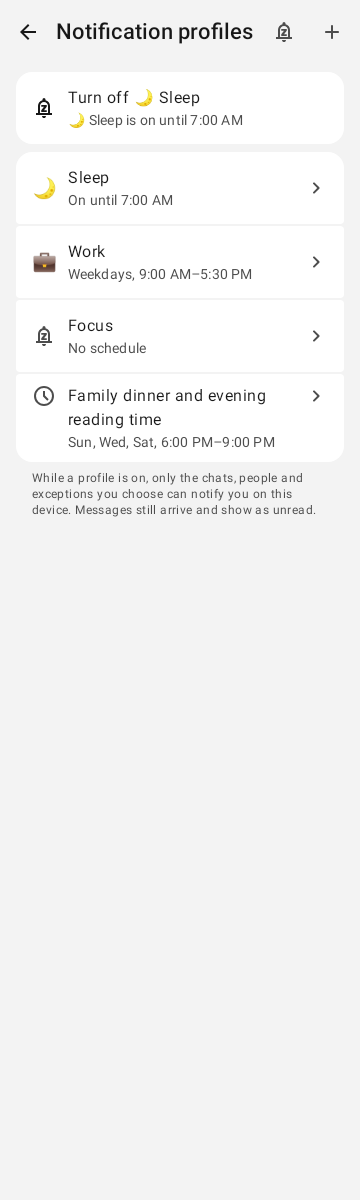 Notification profiles
Turn off 🌙 Sleep
🌙 Sleep is on until 7:00 AM
Sleep
On until 7:00 AM
Work
Weekdays, 9:00 AM–5:30 PM
Focus
No schedule
Family dinner and evening
reading time
Sun, Wed, Sat, 6:00 PM–9:00 PM
While a profile is on, only the chats, people and
exceptions you choose can notify you on this
device. Messages still arrive and show as unread.